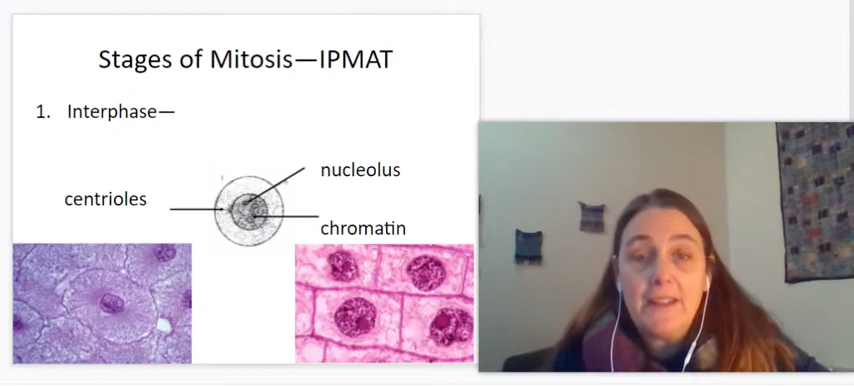 Stages of Mitosis—IPMAT
1. Interphase—
nucleolus
centrioles
chromatin